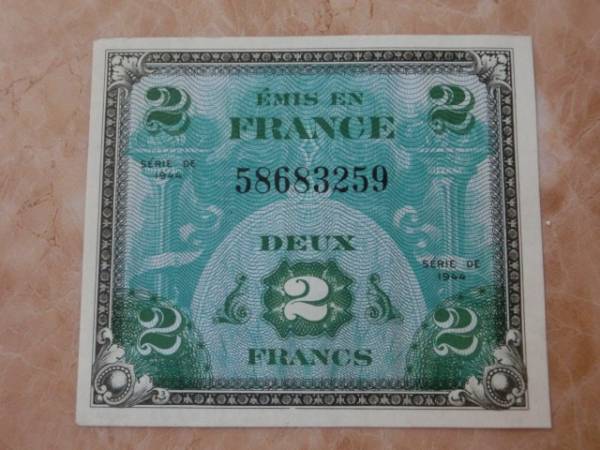 2 ÉMIS EN 2
FRANCE
SÉRIE DE
1944
58683259
DEUX
SÉRIE DE
1944
2 2 2
FRANCS